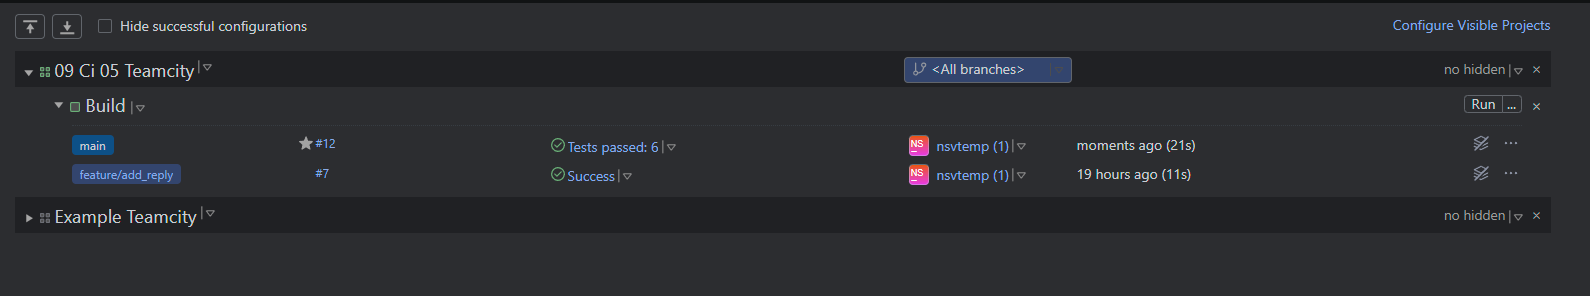 Hide successful configurations Configure Visible Projects
09 Ci 05 Teamcity <All branches> no hidden
Build Run ...
main #12 Tests passed: 6 NS nsvtemp (1) moments ago (21s)
feature/add_reply #7 Success NS nsvtemp (1) 19 hours ago (11s)
Example Teamcity no hidden